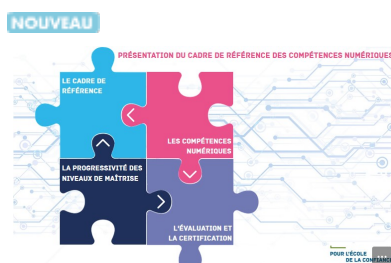 NOUVEAU
PRÉSENTATION DU CADRE DE RÉFÉRENCE DES COMPÉTENCES NUMÉRIQUES
LE CADRE DE
RÉFÉRENCE
LES COMPÉTENCES
NUMÉRIQUES
LA PROGRESSIVITÉ DES
NIVEAUX DE MAÎTRISE
L'ÉVALUATION ET
LA CERTIFICATION
POUR L'ÉCOLE
DE LA CONFIANCE